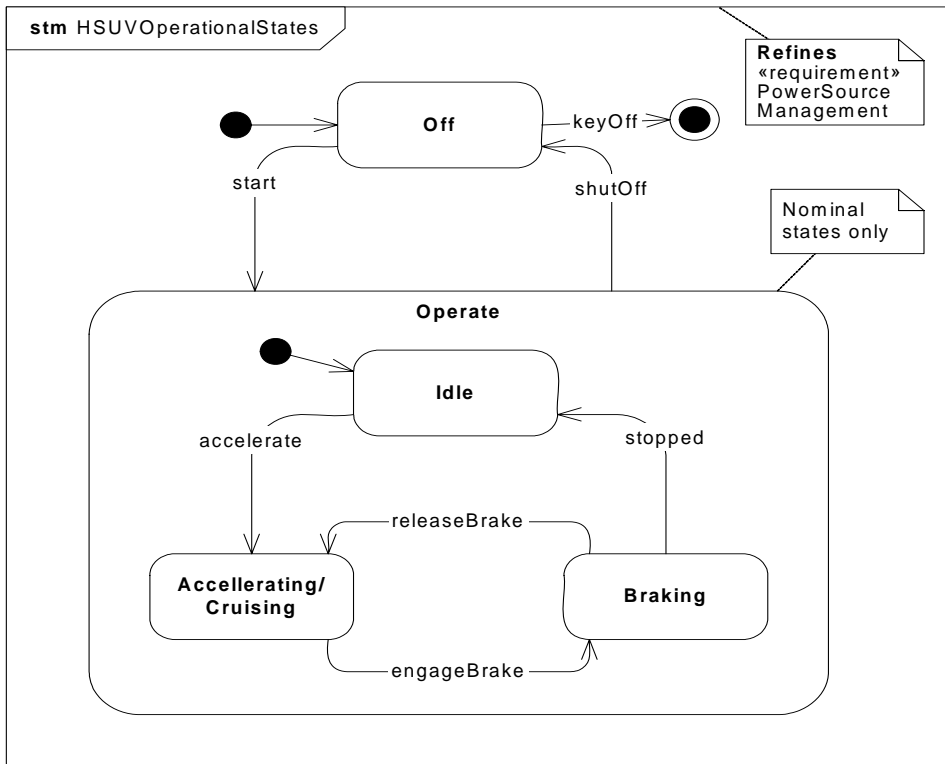 stm HSUVOperationalStates
Refines
«requirement»
PowerSource
Management
Off
keyOff
start
shutOff
Nominal
states only
Operate
Idle
accelerate
stopped
releaseBrake
Accellerating/
Cruising
Braking
engageBrake